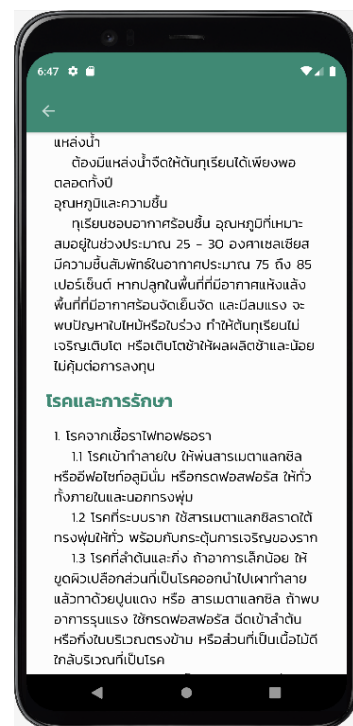 6:47
แหล่งน้ำ
ต้องมีแหล่งน้ำจืดให้ต้นทุเรียนได้เพียงพอ
ตลอดทั้งปี
อุณหภูมิและความชื้น
ทุเรียนชอบอากาศร้อนชื้น อุณหภูมิที่เหมาะ
สมอยู่ในช่วงประมาณ 25 - 30 องศาเซลเซียส
มีความชื้นสัมพัทธ์ในอากาศประมาณ 75 ถึง 85
เปอร์เซ็นต์ หากปลูกในพื้นที่ที่มีอากาศแห้งแล้ง
พื้นที่ที่มีอากาศร้อนจัดเย็นจัด และมีลมแรง จะ
พบปัญหาใบไหม้หรือใบร่วง ทำให้ต้นทุเรียนไม่
เจริญเติบโต หรือเติบโตช้าให้ผลผลิตช้าและน้อย
ไม่คุ้มต่อการลงทุน
โรคและการรักษา
1. โรคจากเชื้อราไฟทอฟธอรา
1.1 โรคเข้าทำลายใบ ให้พ่นสารเมตาแลกซิล
หรืออีฟอไซท์อลูมินั่ม หรือกรดฟอสฟอรัส ให้ทั่ว
ทั้งภายในและนอกทรงพุ่ม
1.2 โรคที่ระบบราก ใช้สารเมตาแลกซิลราดใต้
ทรงพุ่มให้ทั่ว พร้อมกับกระตุ้นการเจริญของราก
1.3 โรคที่ลำต้นและกิ่ง ถ้าอาการเล็กน้อย ให้
ขูดผิวเปลือกส่วนที่เป็นโรคออกนำไปเผาทำลาย
แล้วทาด้วยปูนแดง หรือ สารเมตาแลกซิล ถ้าพบ
อาการรุนแรง ใช้กรดฟอสฟอรัส ฉีดเข้าลำต้น
หรือกิ่งในบริเวณตรงข้าม หรือส่วนที่เป็นเนื้อไม้ดี
ใกล้บริเวณที่เป็นโรค